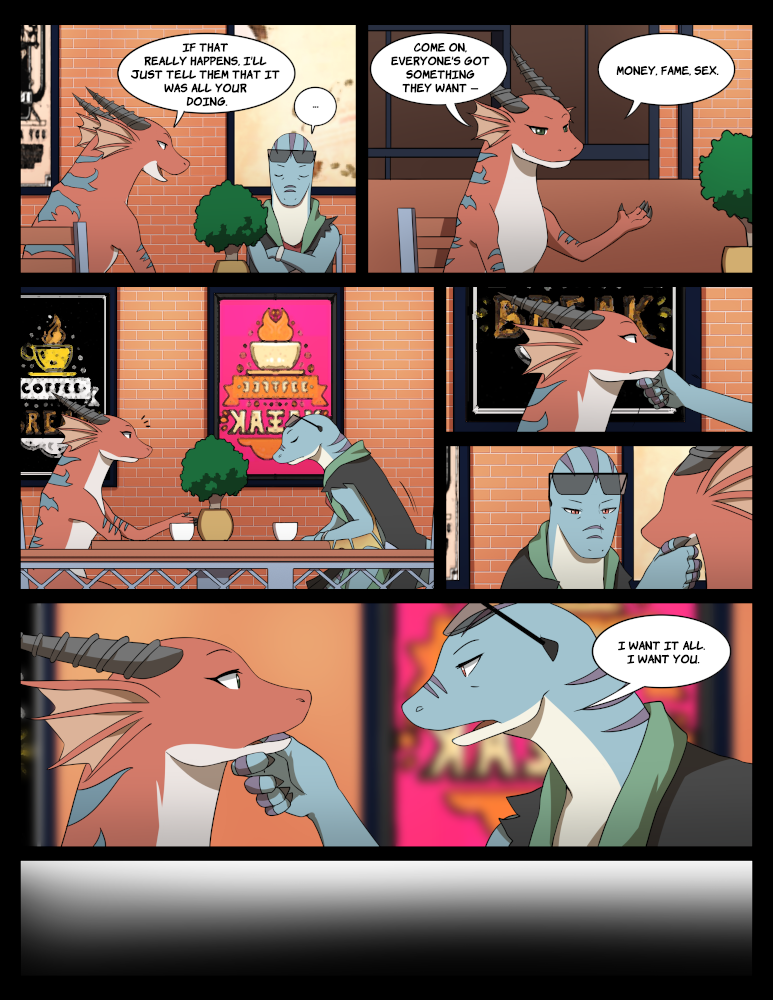 IF THAT
REALLY HAPPENS, I'LL
JUST TELL THEM THAT IT
WAS ALL YOUR
DOING.
...
COME ON,
EVERYONE'S GOT
SOMETHING
THEY WANT –
MONEY, FAME, SEX.
COFFEE
I WANT IT ALL.
I WANT YOU.